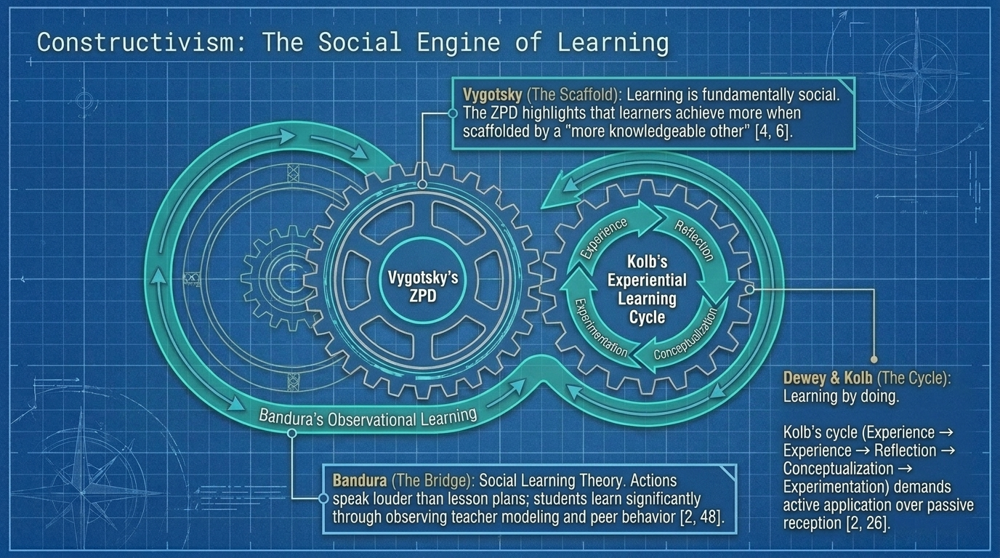 Constructivism: The Social Engine of Learning
Vygotsky (The Scaffold): Learning is fundamentally social.
The ZPD highlights that learners achieve more when
scaffolded by a "more knowledgeable other" [4, 6].
Vygotsky's
ZPD
Experience
Reflection
Conceptualization
Experimentation
Kolb's
Experiential
Learning
Cycle
Bandura's Observational Learning
Dewey & Kolb (The Cycle):
Learning by doing.
Kolb's cycle (Experience →
Experience → Reflection →
Conceptualization →
Experimentation) demands
active application over passive
reception [2, 26].
Bandura (The Bridge): Social Learning Theory. Actions
speak louder than lesson plans; students learn significantly
through observing teacher modeling and peer behavior [2, 48].